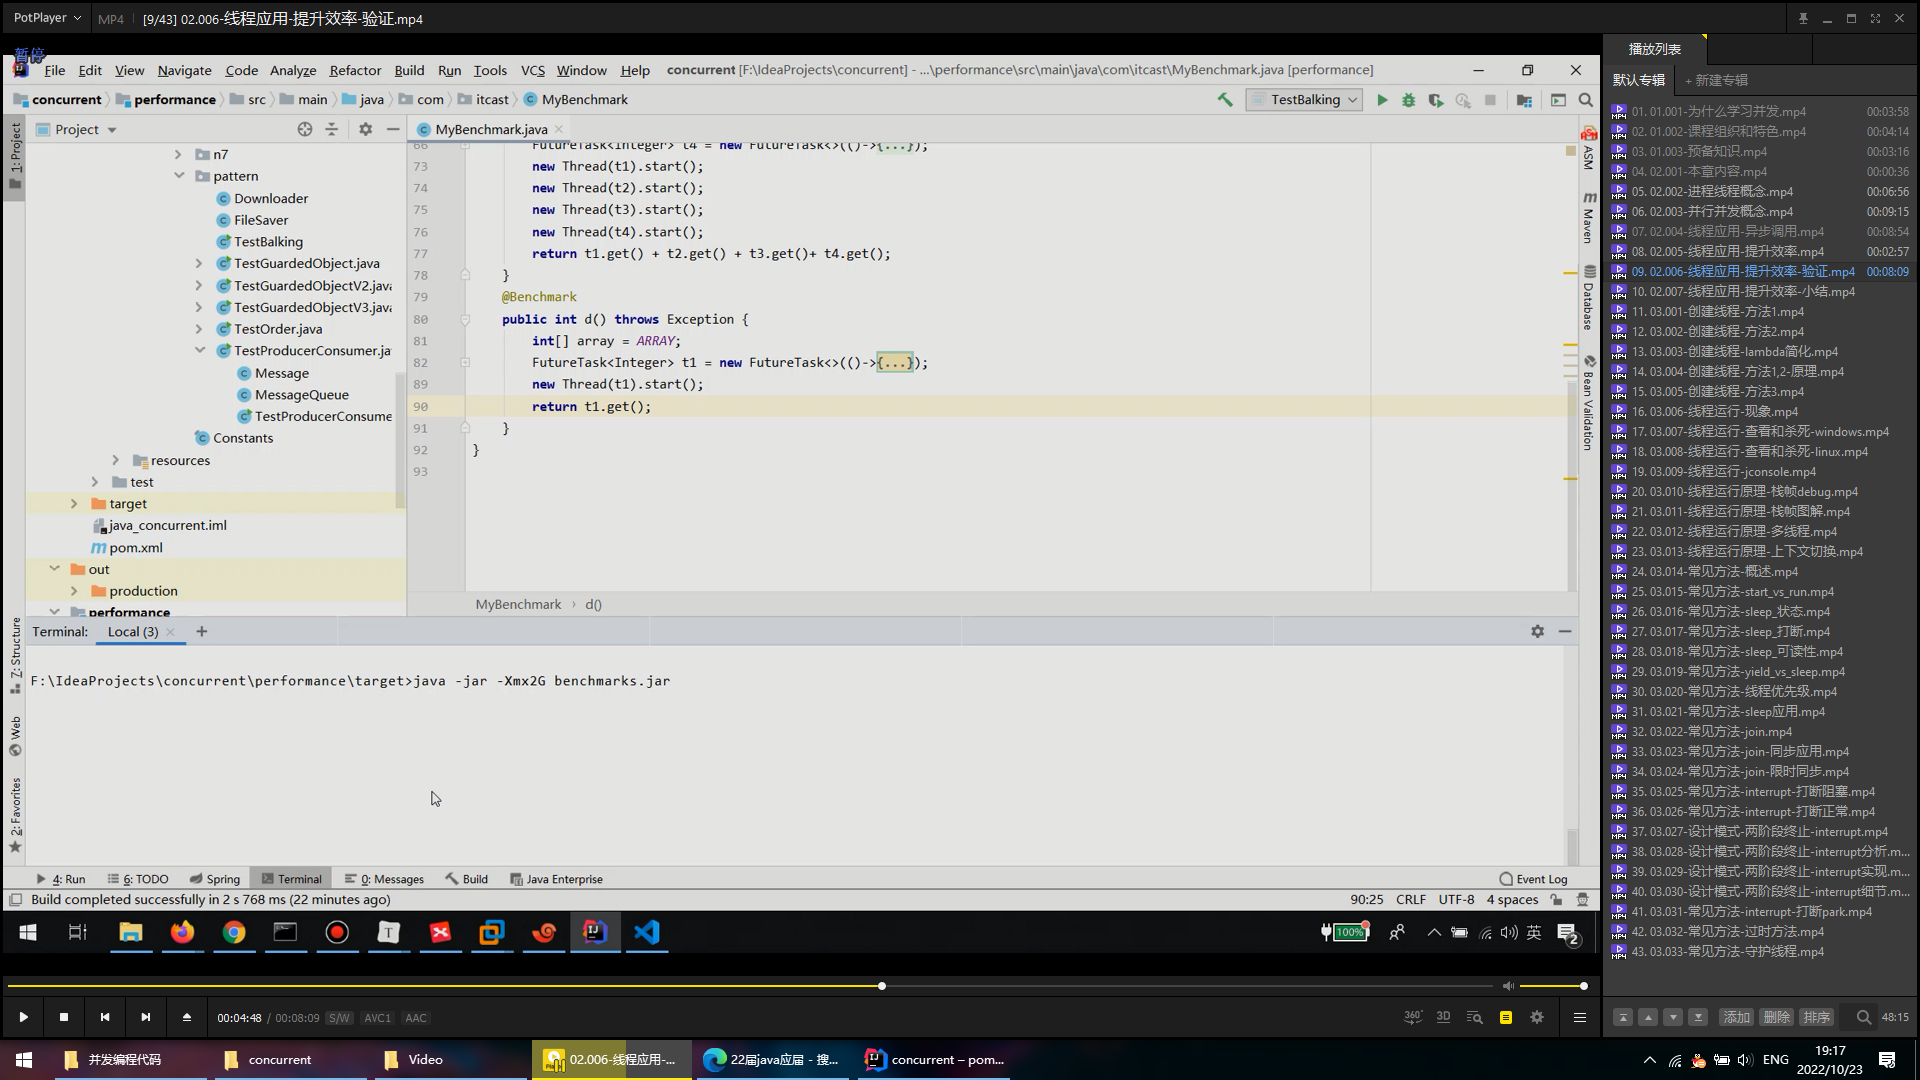 PotPlayer
MP4
[9/43] 02.006-线程应用-提升效率-验证.mp4
暂停
File Edit View Navigate Code Analyze Refactor Build Run Tools VCS Window Help
concurrent [F:\IdeaProjects\concurrent] - ...\performance\src\main\java\com\itcast\MyBenchmark.java [performance]
concurrent performance src main java com itcast MyBenchmark
TestBalking
1: Project
Project
n7
pattern
Downloader
FileSaver
TestBalking
TestGuardedObject.java
TestGuardedObjectV2.java
TestGuardedObjectV3.java
TestOrder.java
TestProducerConsumer.ja
Message
MessageQueue
TestProducerConsume
Constants
resources
test
target
java_concurrent.iml
pom.xml
out
production
performance
MyBenchmark.java
66 FutureTask<Integer> t4 = new FutureTask<>(()->{...});
73 new Thread(t1).start();
74 new Thread(t2).start();
75 new Thread(t3).start();
76 new Thread(t4).start();
77 return t1.get() + t2.get() + t3.get()+ t4.get();
78 }
79 @Benchmark
80 public int d() throws Exception {
81 int[] array = ARRAY;
82 FutureTask<Integer> t1 = new FutureTask<>(()->{...});
89 new Thread(t1).start();
90 return t1.get();
91 }
92 }
93
MyBenchmark › d()
ASM
Maven
Database
Bean Validation
Z: Structure
Web
2: Favorites
Terminal: Local (3)
F:\IdeaProjects\concurrent\performance\target>java -jar -Xmx2G benchmarks.jar
4: Run 6: TODO Spring Terminal 0: Messages Build Java Enterprise Event Log
Build completed successfully in 2 s 768 ms (22 minutes ago)
90:25 CRLF UTF-8 4 spaces
100%
英
2
00:04:48 / 00:08:09 S/W AVC1 AAC
360°
3D
播放列表
默认专辑 + 新建专辑
01. 01.001-为什么学习并发.mp4 00:03:58
02. 01.002-课程组织和特色.mp4 00:04:14
03. 01.003-预备知识.mp4 00:03:16
04. 02.001-本章内容.mp4 00:00:36
05. 02.002-进程线程概念.mp4 00:06:56
06. 02.003-并行并发概念.mp4 00:09:15
07. 02.004-线程应用-异步调用.mp4 00:08:54
08. 02.005-线程应用-提升效率.mp4 00:02:57
09. 02.006-线程应用-提升效率-验证.mp4 00:08:09
10. 02.007-线程应用-提升效率-小结.mp4
11. 03.001-创建线程-方法1.mp4
12. 03.002-创建线程-方法2.mp4
13. 03.003-创建线程-lambda简化.mp4
14. 03.004-创建线程-方法1,2-原理.mp4
15. 03.005-创建线程-方法3.mp4
16. 03.006-线程运行-现象.mp4
17. 03.007-线程运行-查看和杀死-windows.mp4
18. 03.008-线程运行-查看和杀死-linux.mp4
19. 03.009-线程运行-jconsole.mp4
20. 03.010-线程运行原理-栈帧debug.mp4
21. 03.011-线程运行原理-栈帧图解.mp4
22. 03.012-线程运行原理-多线程.mp4
23. 03.013-线程运行原理-上下文切换.mp4
24. 03.014-常见方法-概述.mp4
25. 03.015-常见方法-start_vs_run.mp4
26. 03.016-常见方法-sleep_状态.mp4
27. 03.017-常见方法-sleep_打断.mp4
28. 03.018-常见方法-sleep_可读性.mp4
29. 03.019-常见方法-yield_vs_sleep.mp4
30. 03.020-常见方法-线程优先级.mp4
31. 03.021-常见方法-sleep应用.mp4
32. 03.022-常见方法-join.mp4
33. 03.023-常见方法-join-同步应用.mp4
34. 03.024-常见方法-join-限时同步.mp4
35. 03.025-常见方法-interrupt-打断阻塞.mp4
36. 03.026-常见方法-interrupt-打断正常.mp4
37. 03.027-设计模式-两阶段终止-interrupt.mp4
38. 03.028-设计模式-两阶段终止-interrupt分析.m...
39. 03.029-设计模式-两阶段终止-interrupt实现.m...
40. 03.030-设计模式-两阶段终止-interrupt细节.m...
41. 03.031-常见方法-interrupt-打断park.mp4
42. 03.032-常见方法-过时方法.mp4
43. 03.033-常见方法-守护线程.mp4
添加 删除 排序 48:15
并发编程代码
concurrent
Video
02.006-线程应用-...
22届java应届 - 搜...
concurrent – pom...
ENG
19:17
2022/10/23